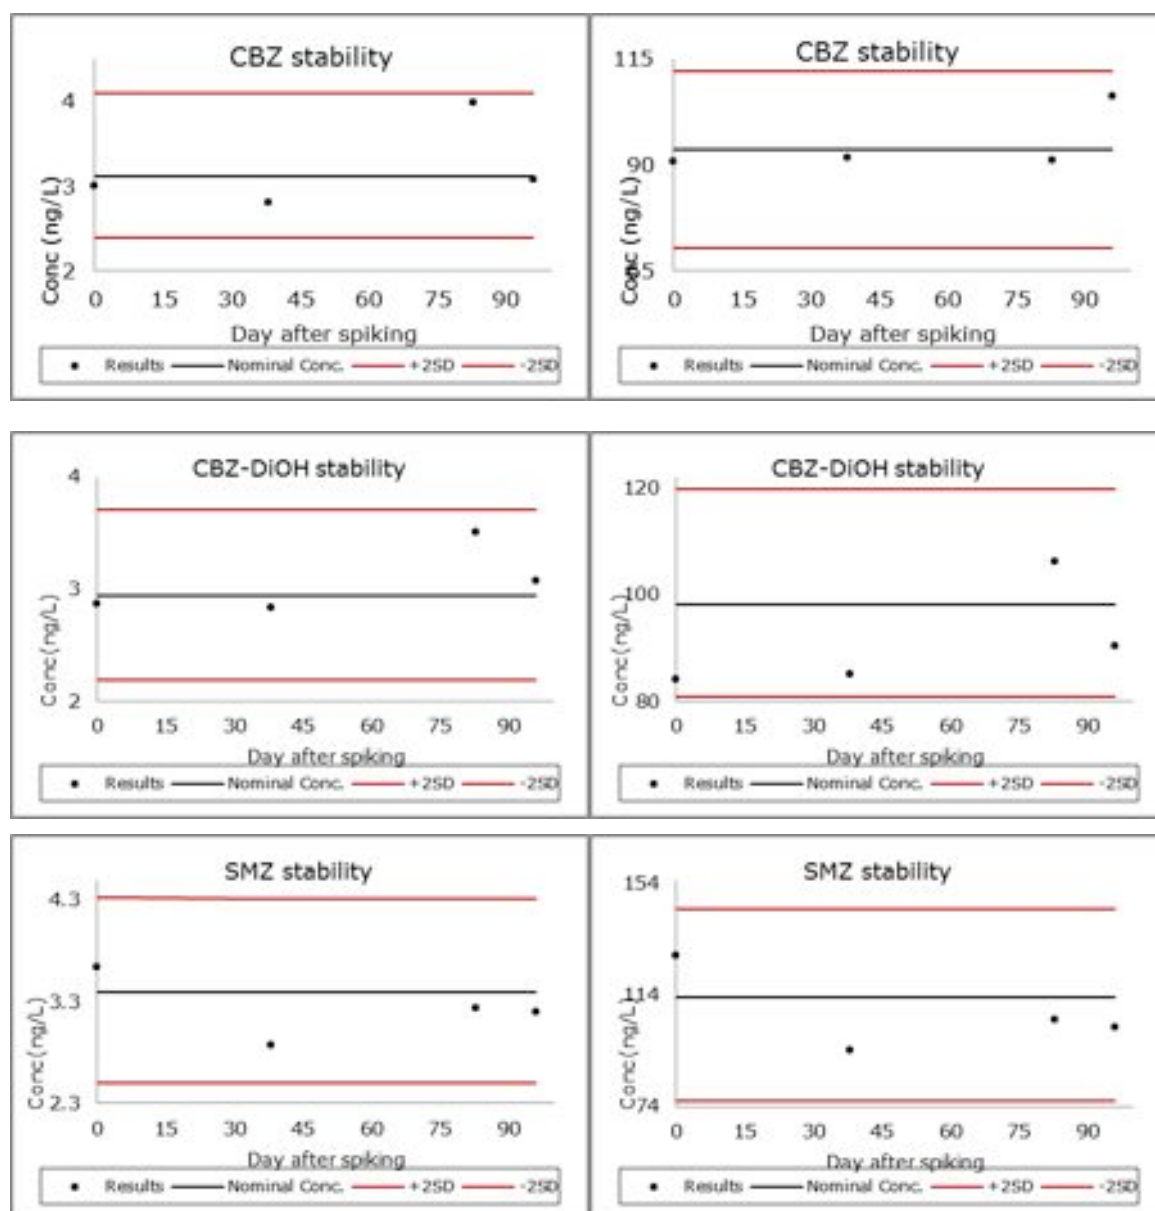 CBZ stability
4
3
2
Conc (ng/L)
0 15 30 45 60 75 90
Day after spiking
Results Nominal Conc. +2SD -2SD
CBZ stability
115
90
65
Conc (ng/L)
0 15 30 45 60 75 90
Day after spiking
Results Nominal Conc. +2SD -2SD
CBZ-DiOH stability
4
3
2
Conc(ng/L)
0 15 30 45 60 75 90
Day after spiking
Results Nominal Conc. +2SD -2SD
CBZ-DiOH stability
120
100
80
Conc(ng/L)
0 15 30 45 60 75 90
Day after spiking
Results Nominal Conc. +2SD -2SD
SMZ stability
4.3
3.3
2.3
Conc(ng/L)
0 15 30 45 60 75 90
Day after spiking
Results Nominal Conc. +2SD -2SD
SMZ stability
154
114
74
Conc(ng/L)
0 15 30 45 60 75 90
Day after spiking
Results Nominal Conc. +2SD -2SD